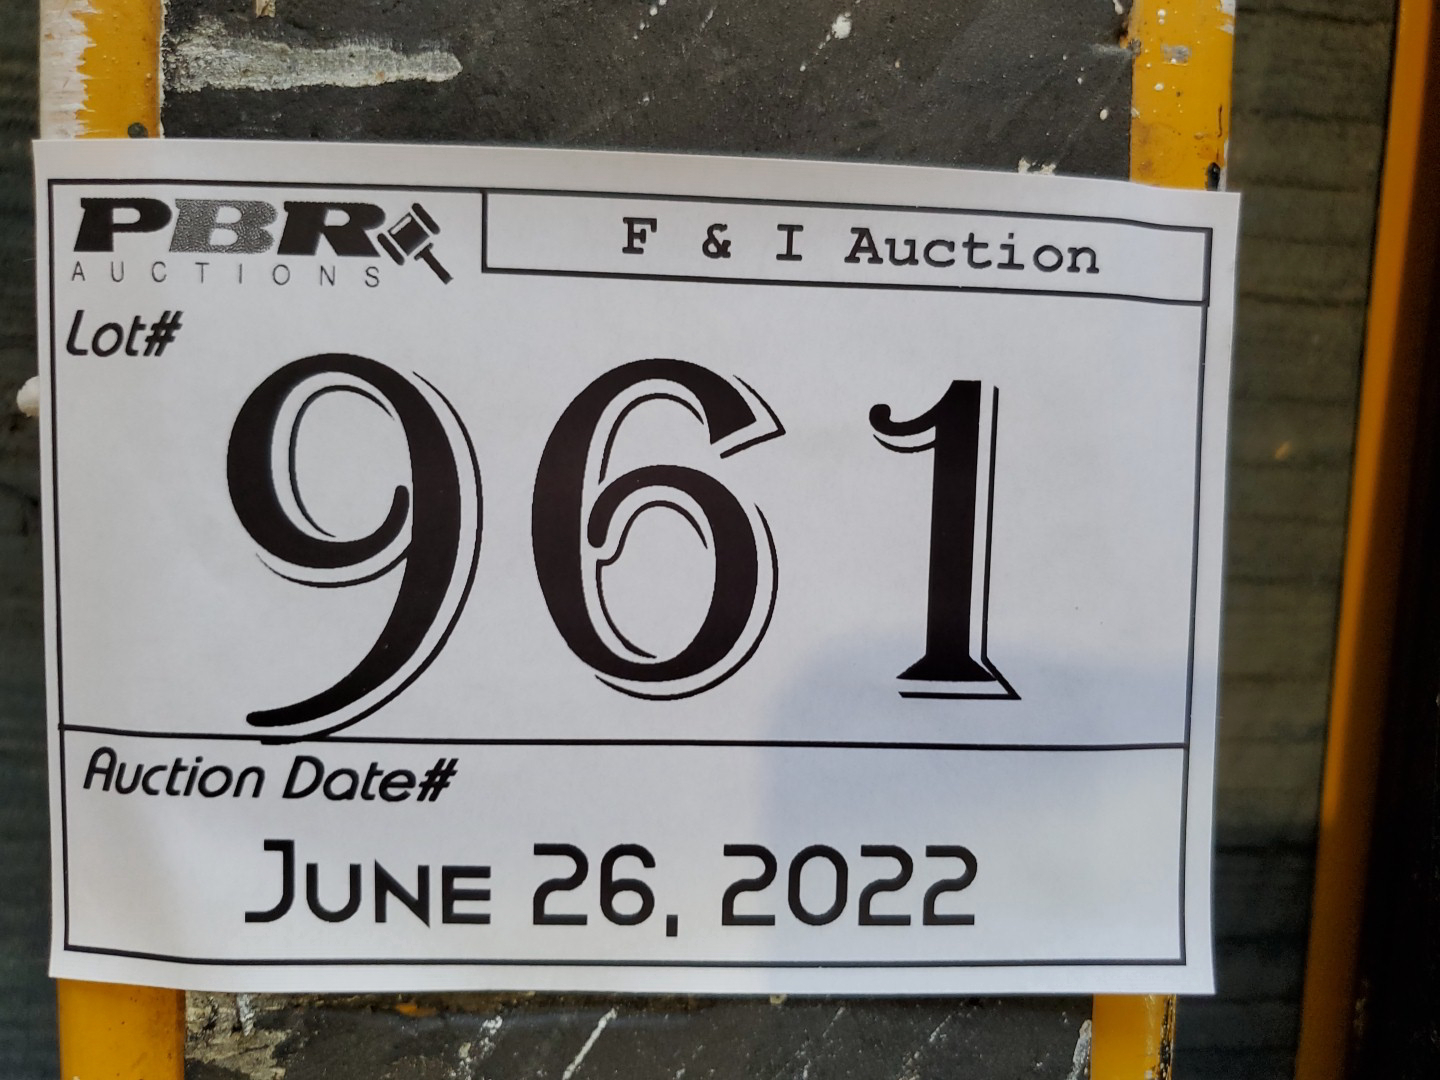 PBR
AUCTIONS
F & I Auction
Lot#
961
Auction Date#
June 26, 2022